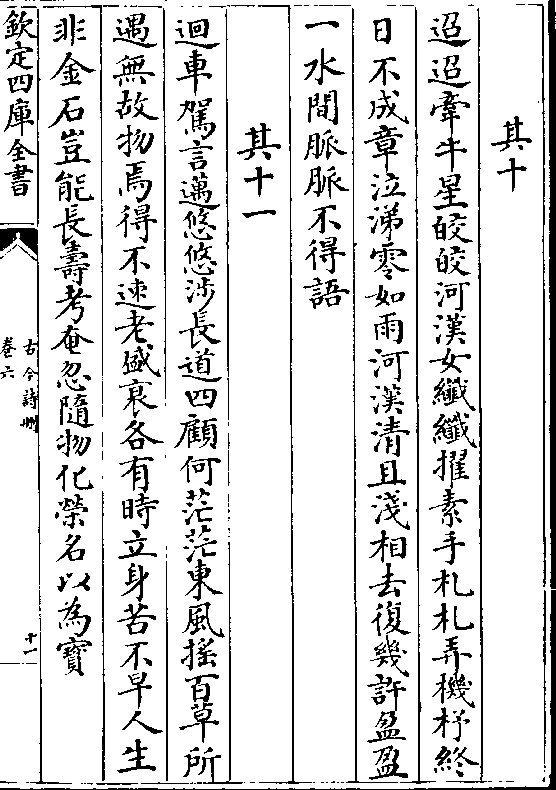 其十
迢迢牽牛星皎皎河漢女纖纖擢素手札札弄機杼終
日不成章泣涕零如雨河漢清且淺相去復幾許盈盈
一水間脈脈不得語
其十一
迴車駕言邁悠悠涉長道四顧何茫茫東風搖百草所
遇無故物焉得不速老盛衰各有時立身苦不早人生
非金石豈能長壽考奄忽隨物化榮名以為寶
欽定四庫全書
古今詩刪
卷六
十一